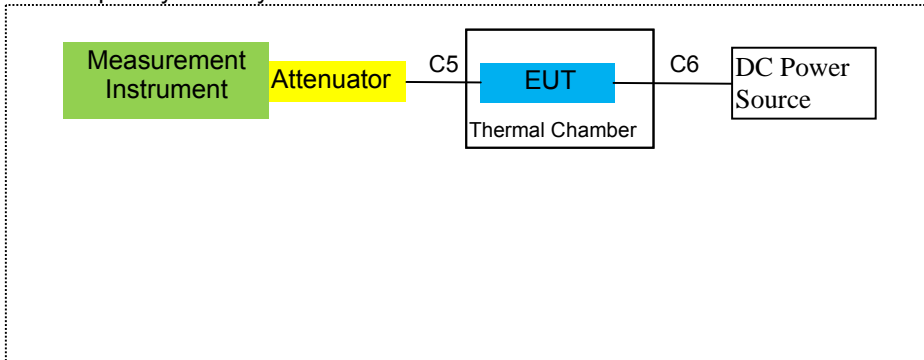 Measurement
Instrument
Attenuator
C5
EUT
Thermal Chamber
C6
DC Power
Source